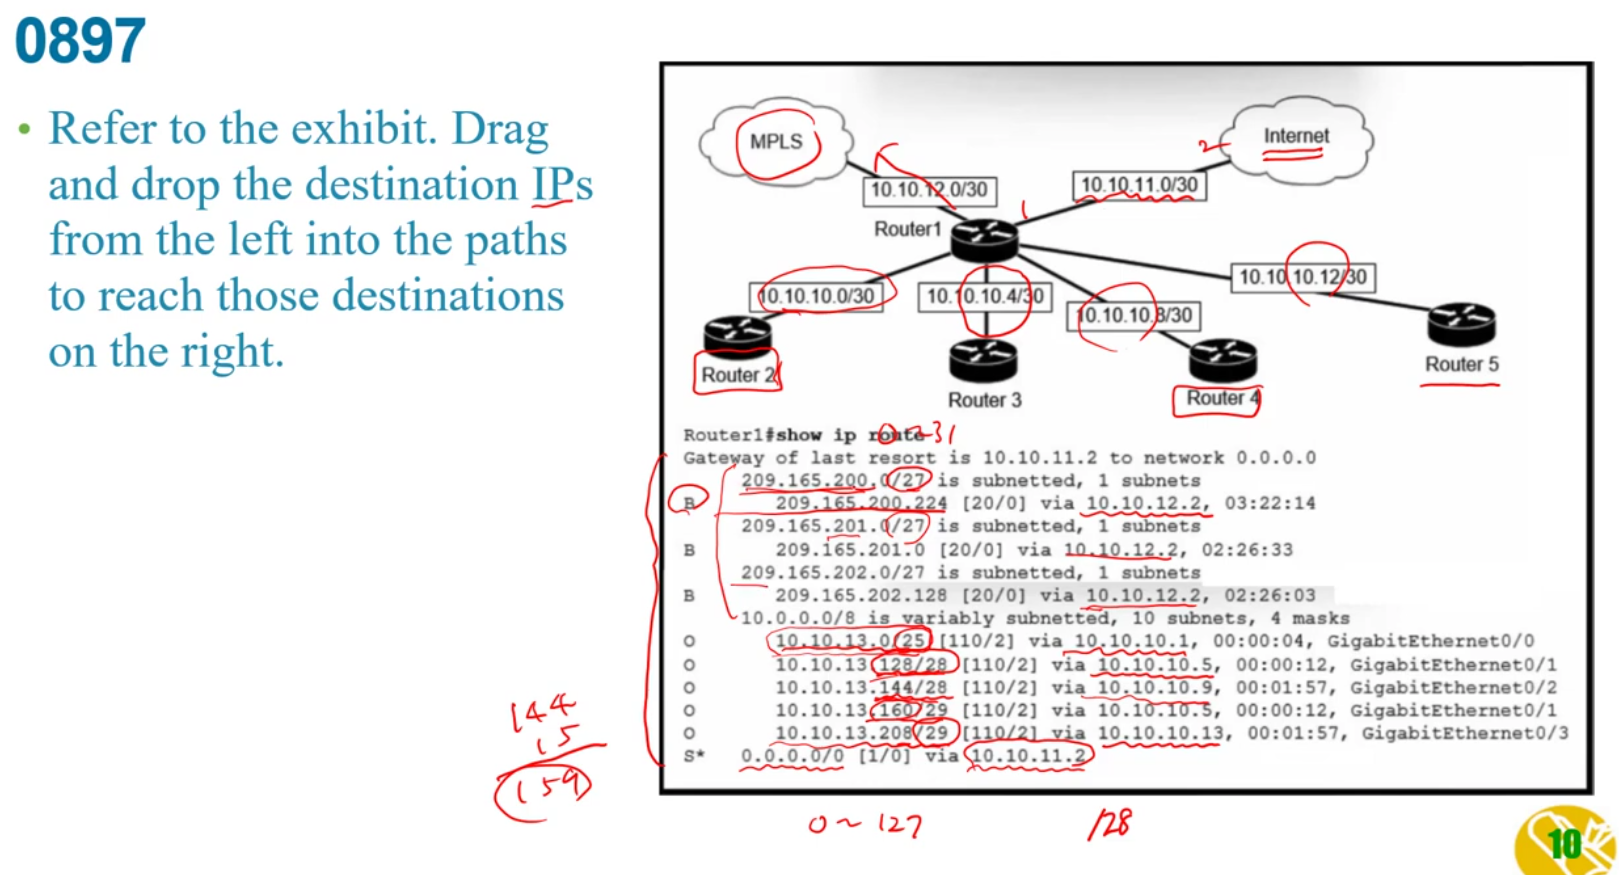 0897
• Refer to the exhibit. Drag
and drop the destination IPs
from the left into the paths
to reach those destinations
on the right.
MPLS
Internet
2
10.10.12.0/30
10.10.11.0/30
1
Router1
10.10.10.12/30
10.10.10.0/30
10.10.10.4/30
10.10.10.8/30
Router 2
Router 3
Router 4
Router 5
Router1#show ip route
0~31
Gateway of last resort is 10.10.11.2 to network 0.0.0.0
209.165.200.0/27 is subnetted, 1 subnets
B 209.165.200.224 [20/0] via 10.10.12.2, 03:22:14
209.165.201.0/27 is subnetted, 1 subnets
B 209.165.201.0 [20/0] via 10.10.12.2, 02:26:33
209.165.202.0/27 is subnetted, 1 subnets
B 209.165.202.128 [20/0] via 10.10.12.2, 02:26:03
10.0.0.0/8 is variably subnetted, 10 subnets, 4 masks
O 10.10.13.0/25 [110/2] via 10.10.10.1, 00:00:04, GigabitEthernet0/0
O 10.10.13.128/28 [110/2] via 10.10.10.5, 00:00:12, GigabitEthernet0/1
O 10.10.13.144/28 [110/2] via 10.10.10.9, 00:01:57, GigabitEthernet0/2
O 10.10.13.160/29 [110/2] via 10.10.10.5, 00:00:12, GigabitEthernet0/1
O 10.10.13.208/29 [110/2] via 10.10.10.13, 00:01:57, GigabitEthernet0/3
S* 0.0.0.0/0 [1/0] via 10.10.11.2
144
15
159
0~127
128
10